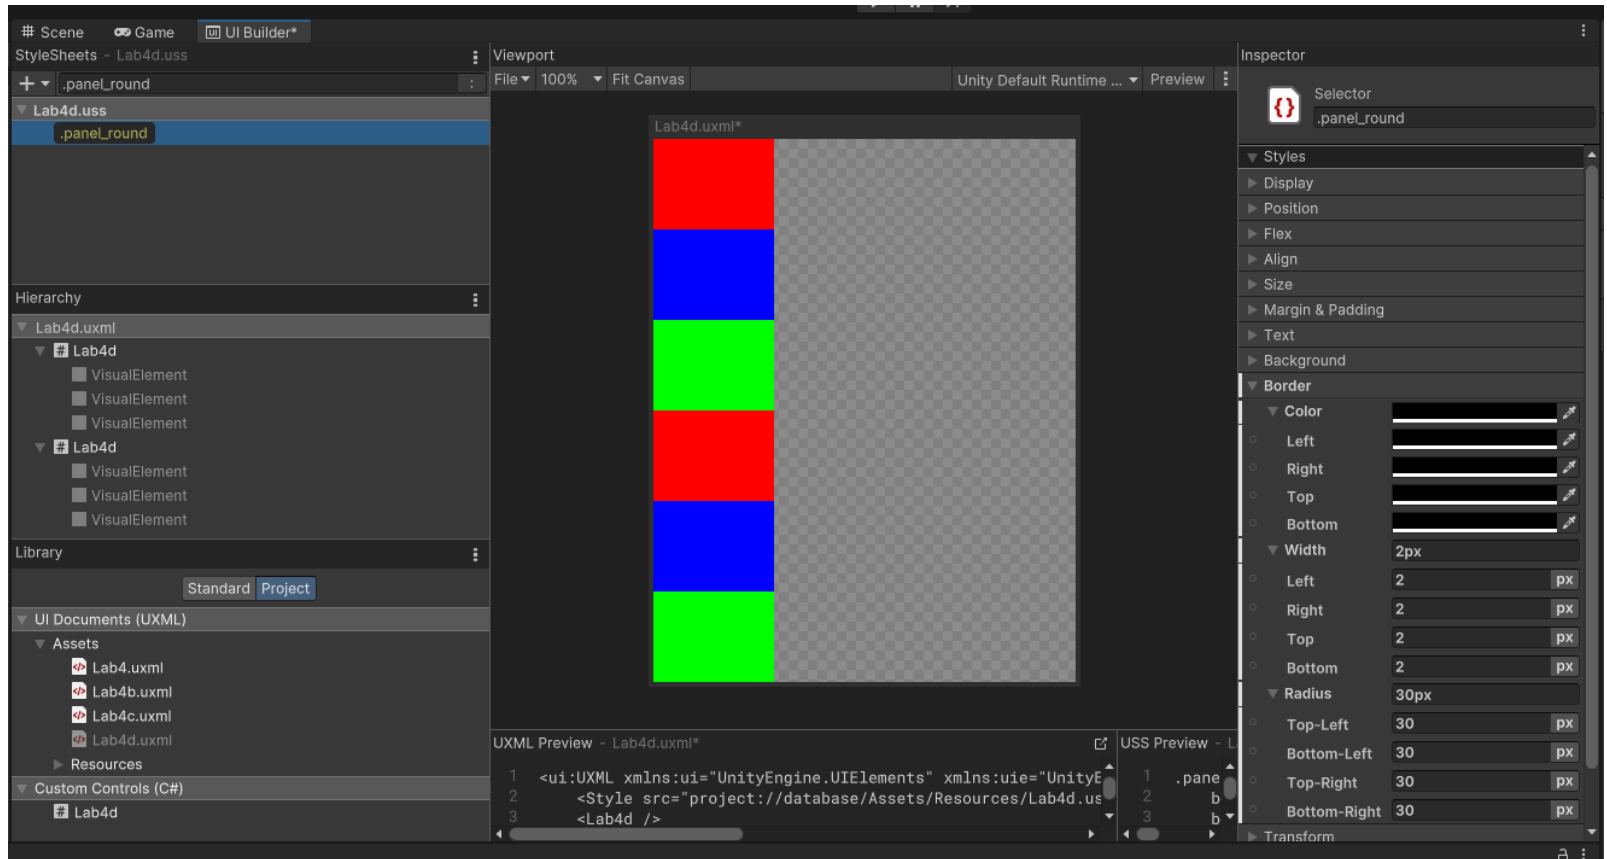 Scene Game UI Builder*
StyleSheets - Lab4d.uss
.panel_round
Lab4d.uss
.panel_round
Hierarchy
Lab4d.uxml
Lab4d
VisualElement
VisualElement
VisualElement
Lab4d
VisualElement
VisualElement
VisualElement
Library
Standard Project
UI Documents (UXML)
Assets
Lab4.uxml
Lab4b.uxml
Lab4c.uxml
Lab4d.uxml
Resources
Custom Controls (C#)
Lab4d
Viewport
File 100% Fit Canvas Unity Default Runtime ... Preview
Lab4d.uxml*
UXML Preview - Lab4d.uxml*
1 <ui:UXML xmlns:ui="UnityEngine.UIElements" xmlns:uie="UnityE
2 <Style src="project://database/Assets/Resources/Lab4d.us
3 <Lab4d />
USS Preview - L
1 .pane
2 b
3 b
Inspector
Selector
.panel_round
Styles
Display
Position
Flex
Align
Size
Margin & Padding
Text
Background
Border
Color
Left
Right
Top
Bottom
Width 2px
Left 2 px
Right 2 px
Top 2 px
Bottom 2 px
Radius 30px
Top-Left 30 px
Bottom-Left 30 px
Top-Right 30 px
Bottom-Right 30 px
Transform